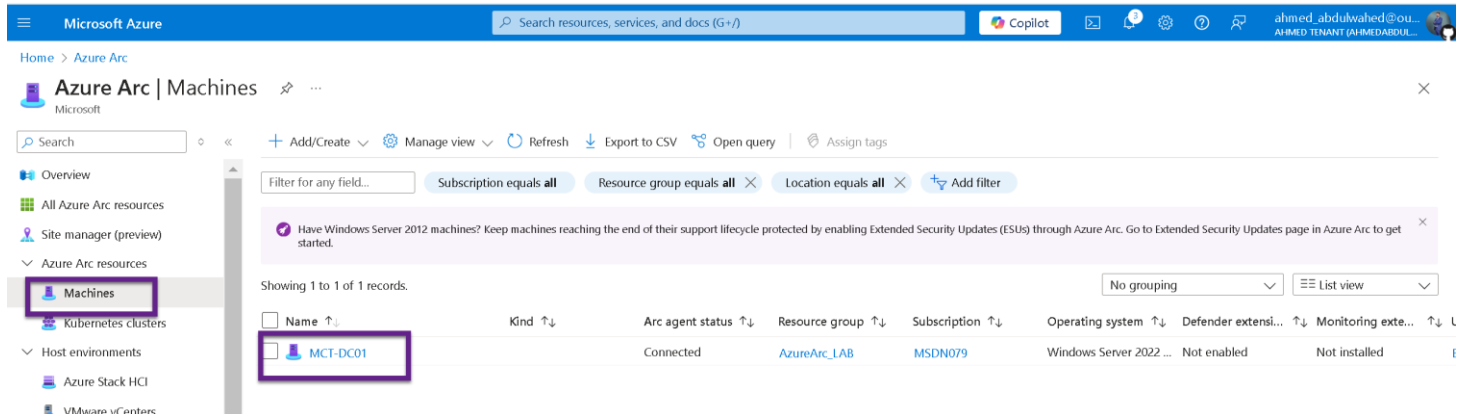 Microsoft Azure
Search resources, services, and docs (G+/)
Copilot
3
ahmed_abdulwahed@ou...
AHMED TENANT (AHMEDABDUL...
Home > Azure Arc
Azure Arc | Machines
...
Microsoft
Search
Add/Create
Manage view
Refresh
Export to CSV
Open query
Assign tags
Overview
All Azure Arc resources
Site manager (preview)
Azure Arc resources
Machines
Kubernetes clusters
Host environments
Azure Stack HCI
VMware vCenters
Filter for any field...
Subscription equals all
Resource group equals all
Location equals all
Add filter
Have Windows Server 2012 machines? Keep machines reaching the end of their support lifecycle protected by enabling Extended Security Updates (ESUs) through Azure Arc. Go to Extended Security Updates page in Azure Arc to get
started.
Showing 1 to 1 of 1 records.
No grouping
List view
Name Kind Arc agent status Resource group Subscription Operating system Defender extensi... Monitoring exte...
MCT-DC01 Connected AzureArc_LAB MSDN079 Windows Server 2022 ... Not enabled Not installed